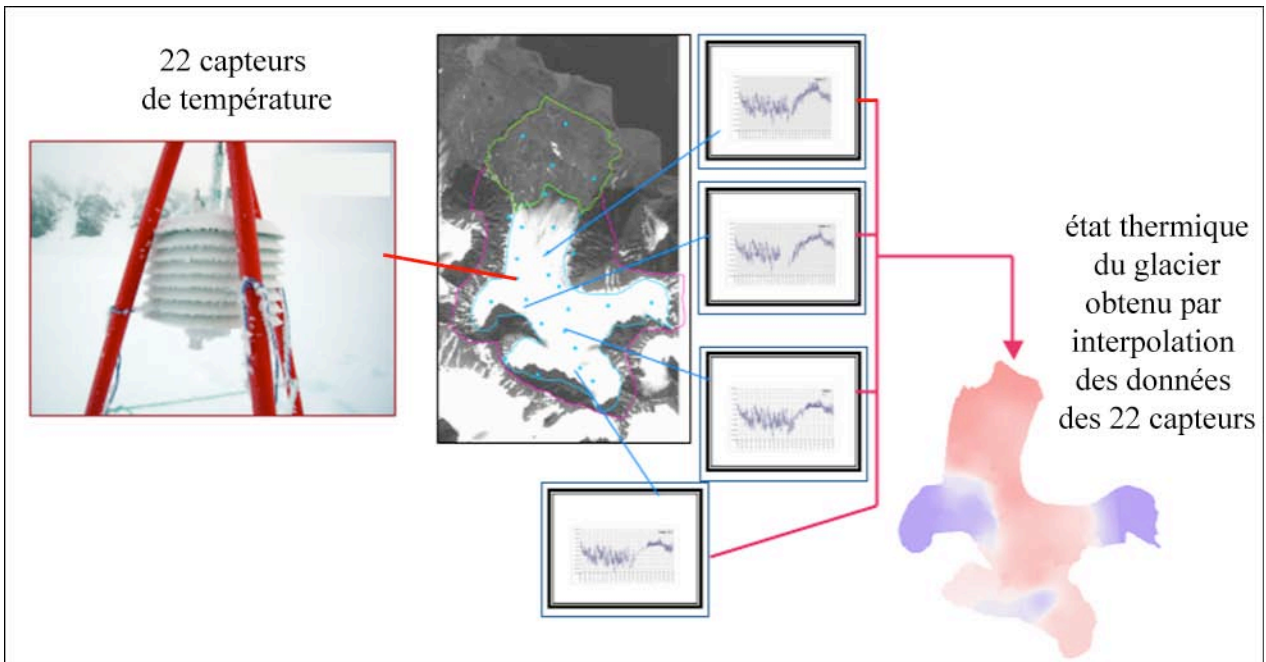 22 capteurs
de température
état thermique
du glacier
obtenu par
interpolation
des données
des 22 capteurs